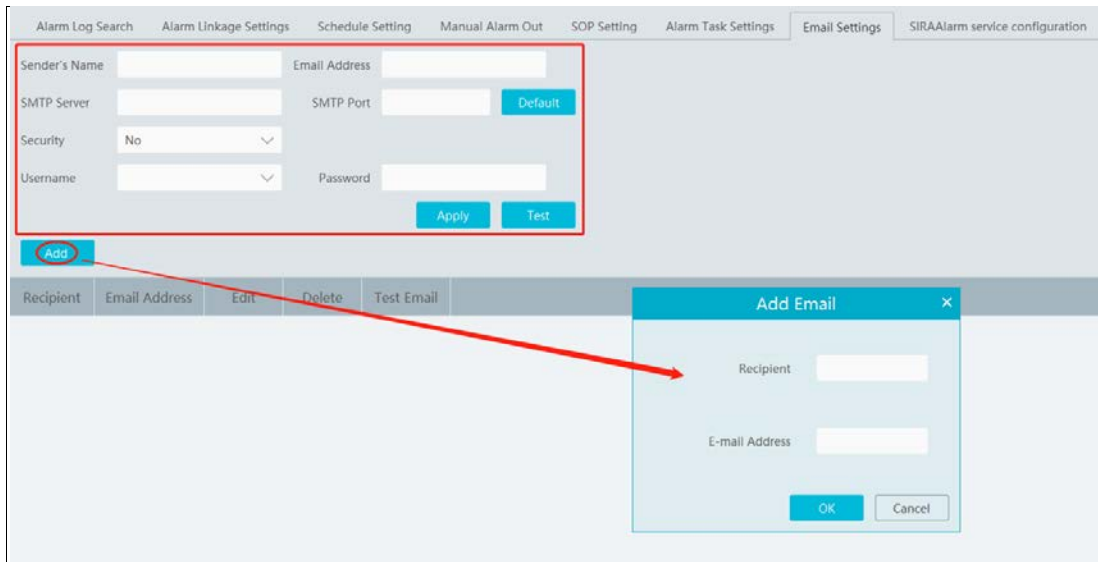 Alarm Log Search Alarm Linkage Settings Schedule Setting Manual Alarm Out SOP Setting Alarm Task Settings Email Settings SIRAAlarm service configuration
Sender's Name Email Address
SMTP Server SMTP Port Default
Security No
Username Password
Apply Test
Add
Recipient Email Address Edit Delete Test Email
Add Email ×
Recipient
E-mail Address
OK Cancel